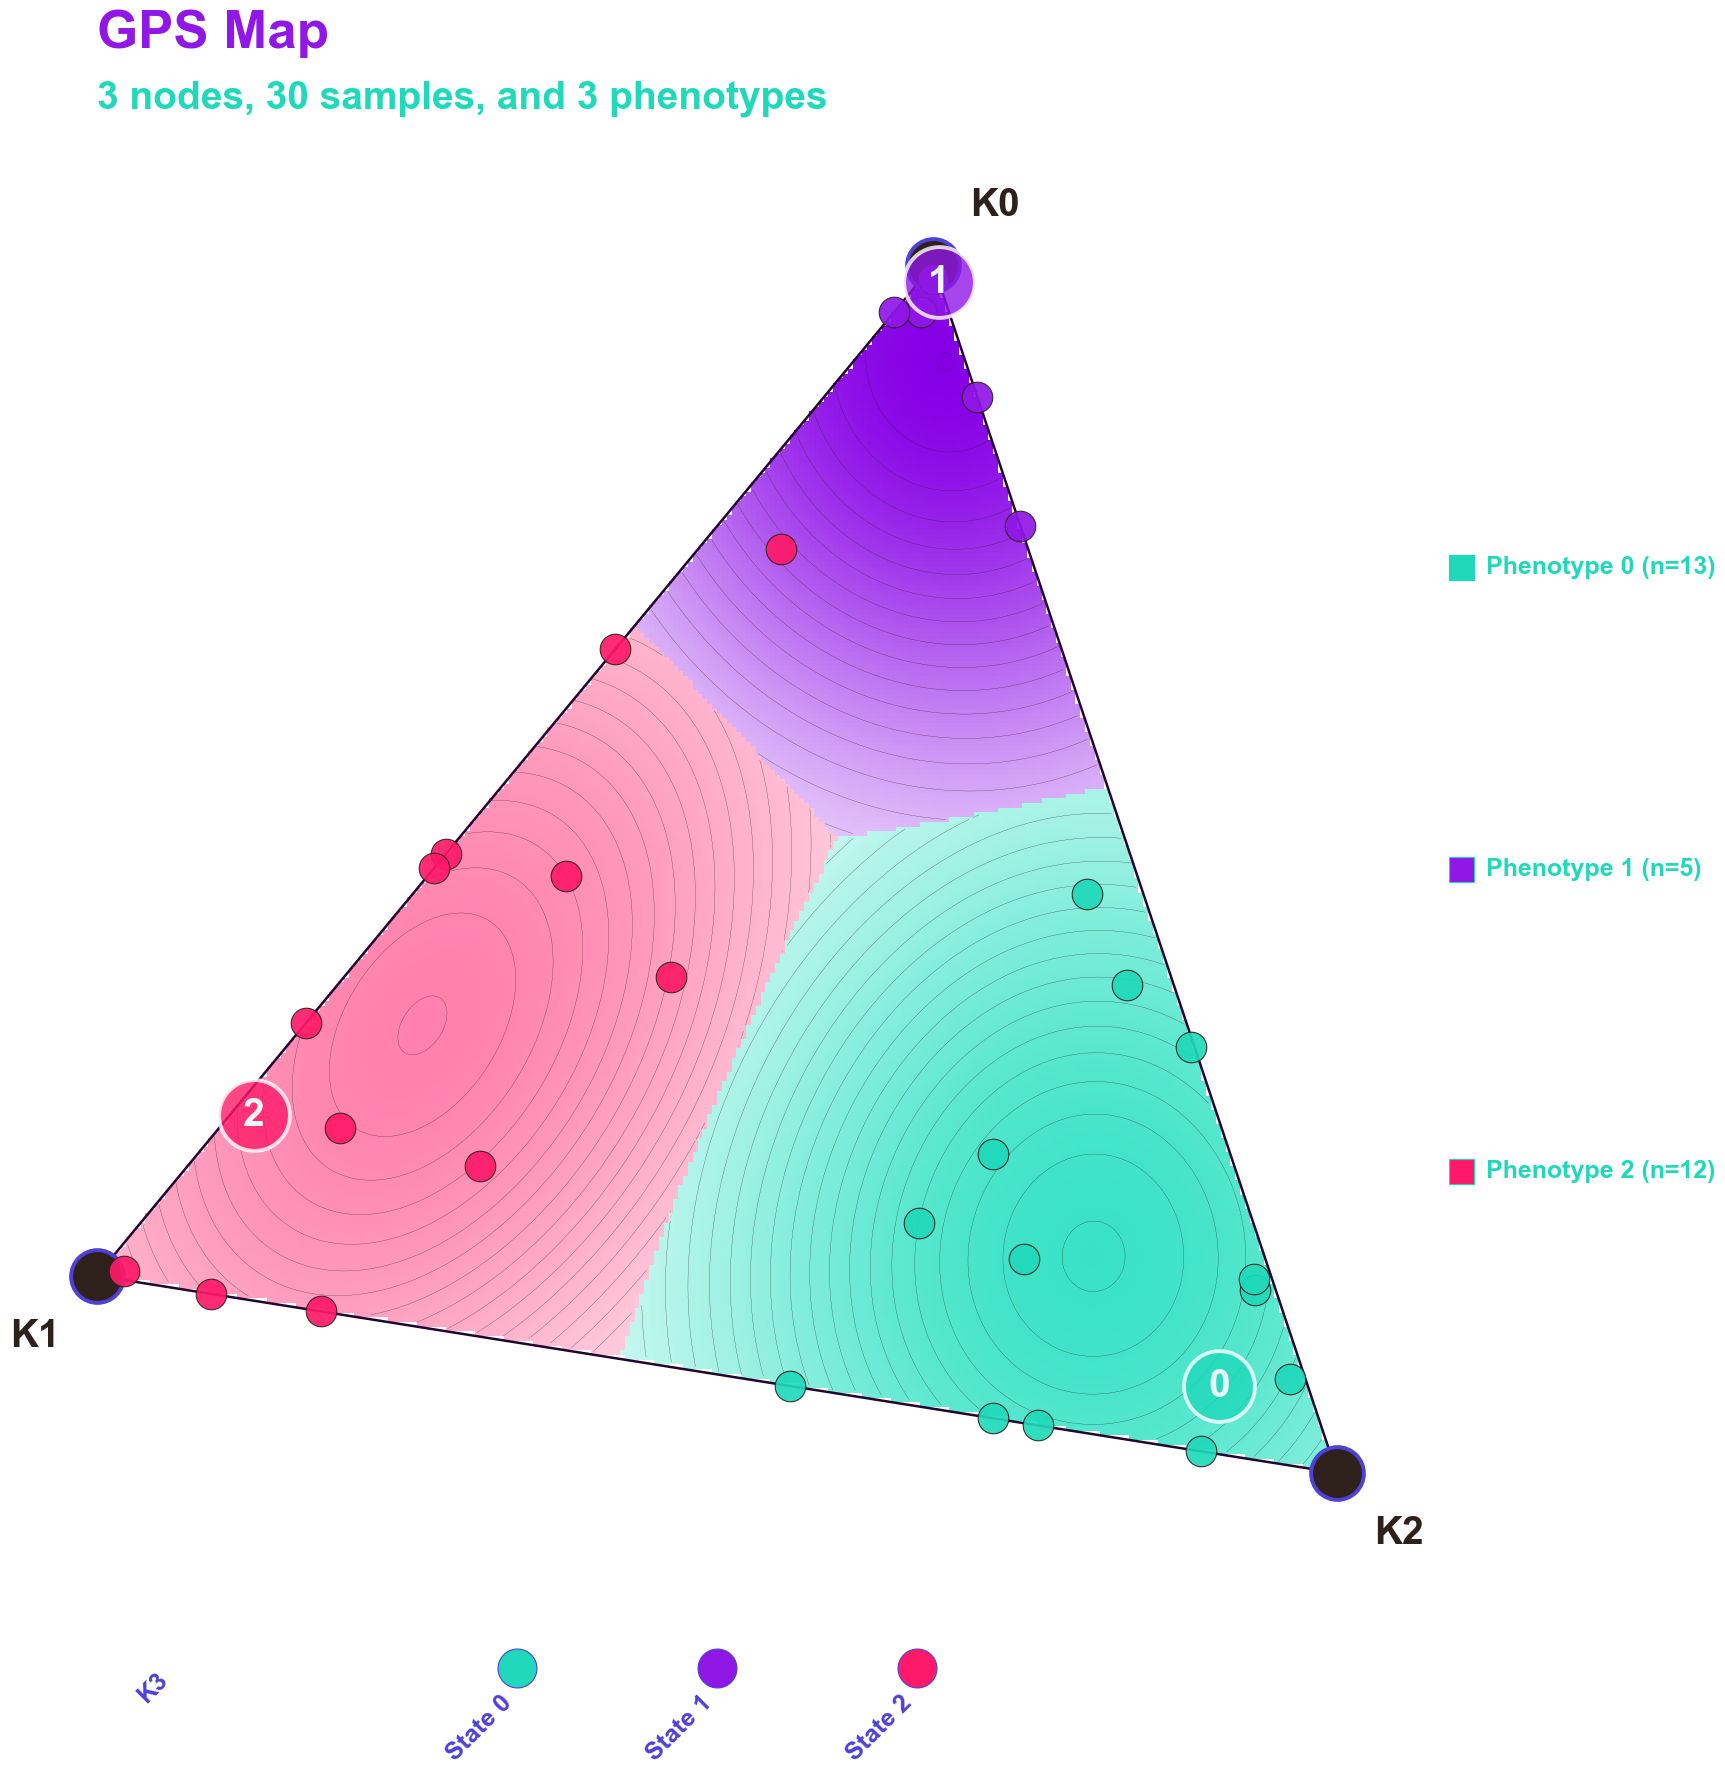 GPS Map
3 nodes, 30 samples, and 3 phenotypes
K0
1
Phenotype 0 (n=13)
Phenotype 1 (n=5)
2
Phenotype 2 (n=12)
K1
0
K2
K3
State 0
State 1
State 2